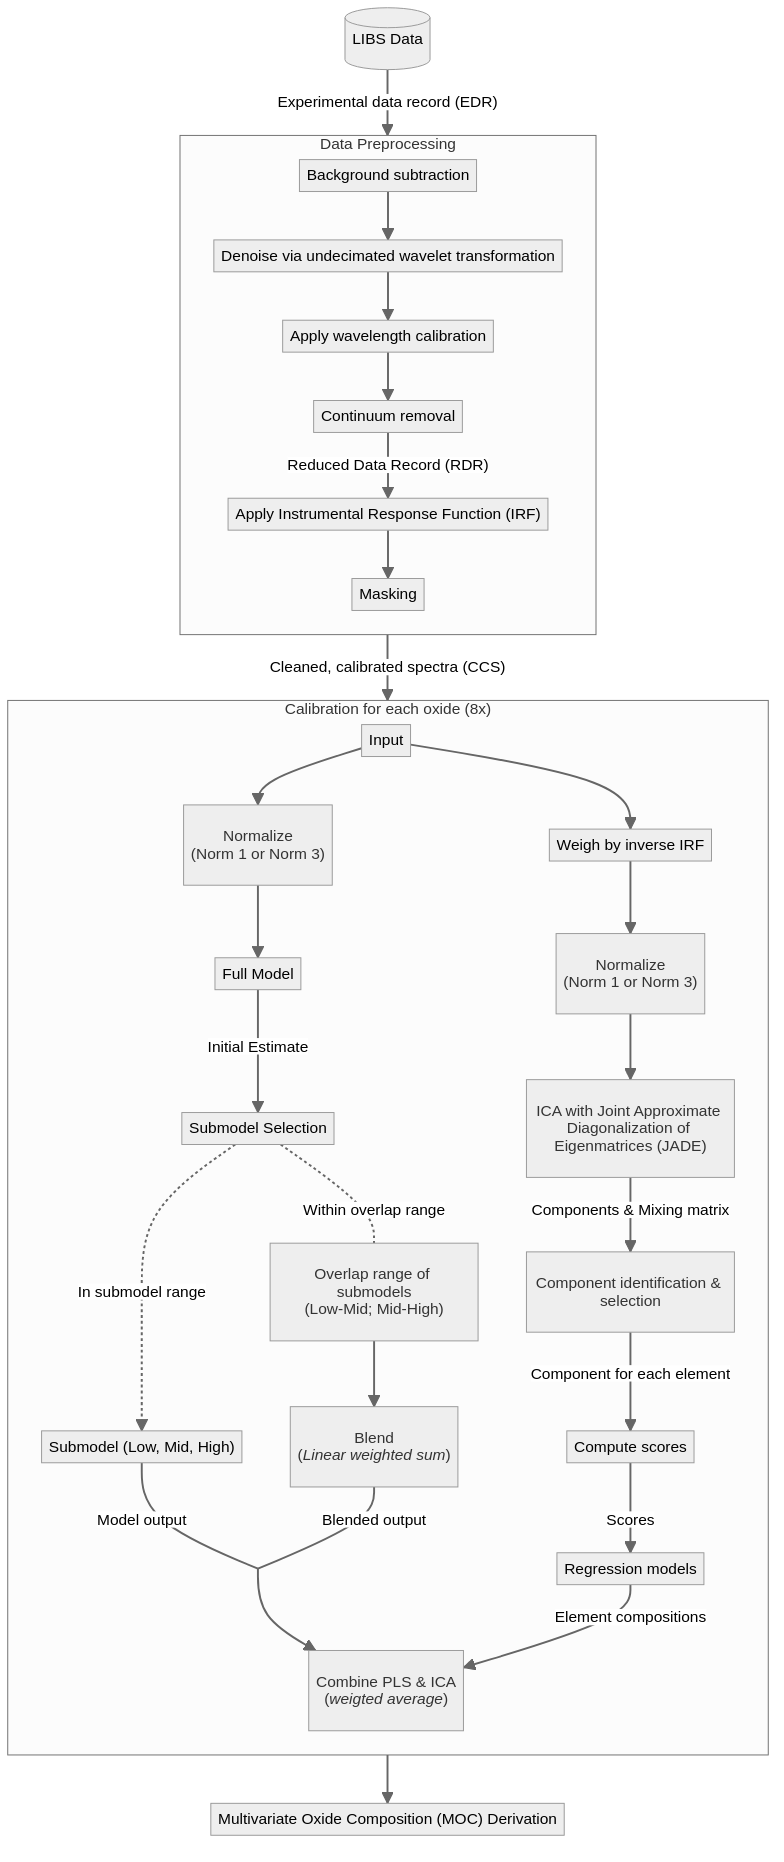 LIBS Data
Experimental data record (EDR)
Data Preprocessing
Background subtraction
Denoise via undecimated wavelet transformation
Apply wavelength calibration
Continuum removal
Reduced Data Record (RDR)
Apply Instrumental Response Function (IRF)
Masking
Cleaned, calibrated spectra (CCS)
Calibration for each oxide (8x)
Input
Normalize
(Norm 1 or Norm 3)
Full Model
Initial Estimate
Submodel Selection
In submodel range
Submodel (Low, Mid, High)
Model output
Within overlap range
Overlap range of
submodels
(Low-Mid; Mid-High)
Blend
(Linear weighted sum)
Blended output
Weigh by inverse IRF
Normalize
(Norm 1 or Norm 3)
ICA with Joint Approximate
Diagonalization of
Eigenmatrices (JADE)
Components & Mixing matrix
Component identification &
selection
Component for each element
Compute scores
Scores
Regression models
Element compositions
Combine PLS & ICA
(weigted average)
Multivariate Oxide Composition (MOC) Derivation